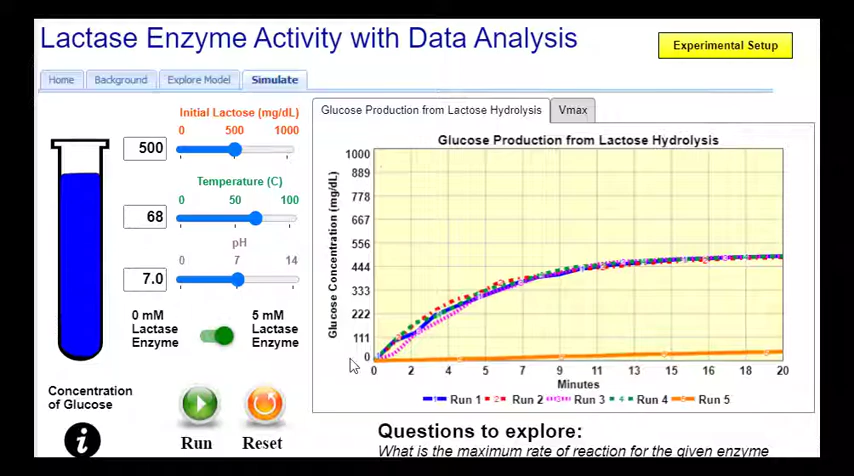 Lactase Enzyme Activity with Data Analysis
Experimental Setup
Home
Background
Explore Model
Simulate
Initial Lactose (mg/dL)
0 500 1000
500
Temperature (C)
0 50 100
68
pH
0 7 14
7.0
0 mM
Lactase
Enzyme
5 mM
Lactase
Enzyme
Concentration
of Glucose
i
Run
Reset
Glucose Production from Lactose Hydrolysis
Vmax
Glucose Production from Lactose Hydrolysis
Glucose Concentration (mg/dL)
1000
889
778
667
556
444
333
222
111
0
0 2 4 5 7 9 11 13 15 16 18 20
Minutes
1 Run 1 2 Run 2 3 Run 3 4 Run 4 5 Run 5
Questions to explore:
What is the maximum rate of reaction for the given enzyme